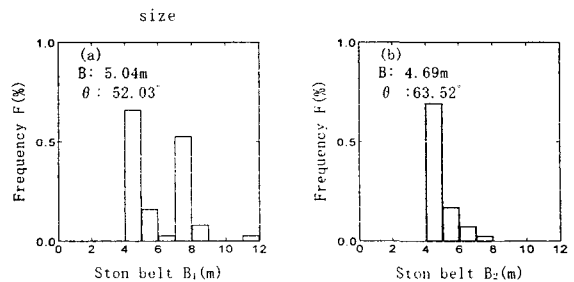 size
1.0
(a)
B: 5.04m
θ: 52.03°
Frequency F(%)
0.5
0.0
0 2 4 6 8 10 12
Ston belt B₁(m)
1.0
(b)
B: 4.69m
θ :63.52°
Frequency F(%)
0.5
0.0
0 2 4 6 8 10 12
Ston belt B₂(m)